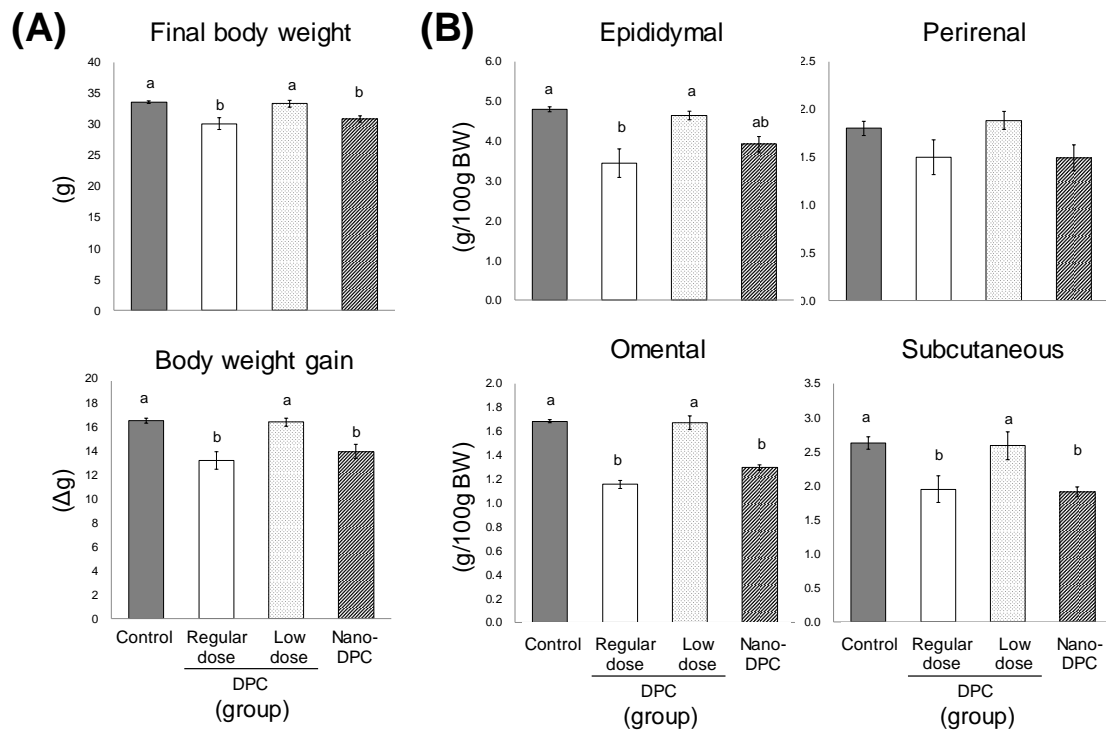 (A)
Final body weight
(g)
40
35
30
25
20
15
10
5
0
a
b
a
b
Body weight gain
(Δg)
20
18
16
14
12
10
8
6
4
2
0
a
b
a
b
Control
Regular dose
Low dose
Nano-DPC
DPC
(group)
(B)
Epididymal
(g/100g BW)
6.0
5.0
4.0
3.0
2.0
1.0
0.0
a
b
a
ab
Perirenal
2.5
2.0
1.5
1.0
0.5
0.0
Omental
(g/100g BW)
2.0
1.8
1.6
1.4
1.2
1.0
0.8
0.6
0.4
0.2
0.0
a
b
a
b
Control
Regular dose
Low dose
Nano-DPC
DPC
(group)
Subcutaneous
3.5
3.0
2.5
2.0
1.5
1.0
0.5
0.0
a
b
a
b
Control
Regular dose
Low dose
Nano-DPC
DPC
(group)